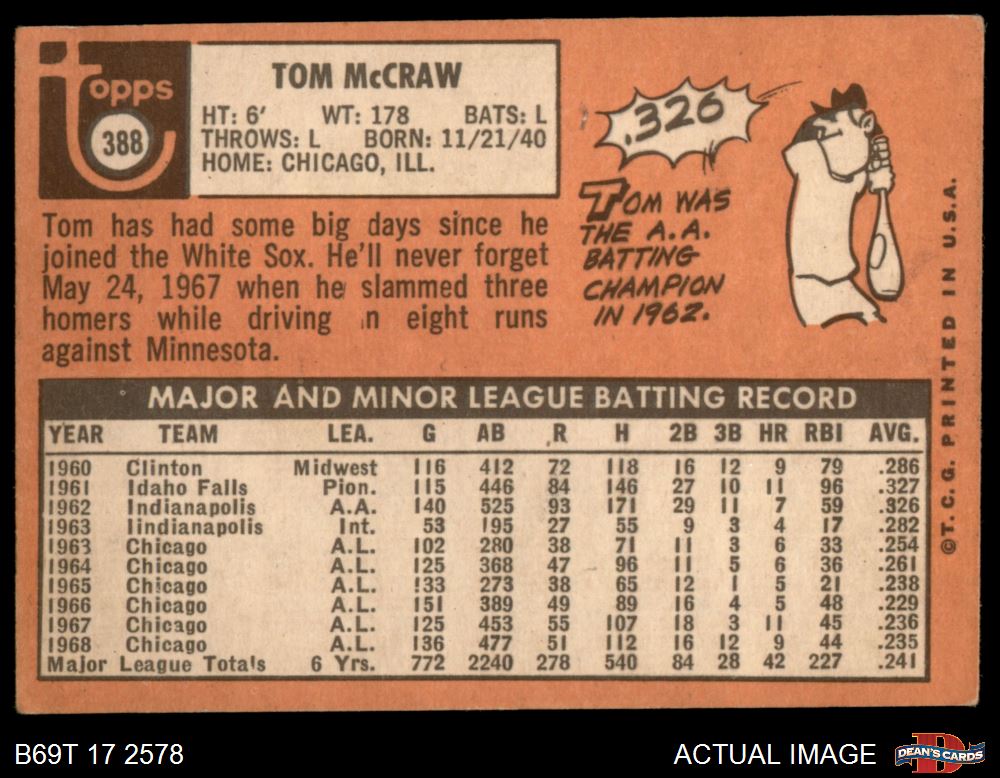 Topps
388
TOM McCRAW
HT: 6' WT: 178 BATS: L
THROWS: L BORN: 11/21/40
HOME: CHICAGO, ILL.
Tom has had some big days since he
joined the White Sox. He'll never forget
May 24, 1967 when he slammed three
homers while driving in eight runs
against Minnesota.
.326
TOM WAS
THE A.A.
BATTING
CHAMPION
IN 1962.
©T. C. G. PRINTED IN U.S.A.
MAJOR AND MINOR LEAGUE BATTING RECORD
YEAR TEAM LEA. G AB R H 2B 3B HR RBI AVG.
1960 Clinton Midwest 116 412 72 118 16 12 9 79 .286
1961 Idaho Falls Pion. 115 446 84 146 27 10 11 96 .327
1962 Indianapolis A.A. 140 525 93 171 29 11 7 59 .326
1963 Iindianapolis Int. 53 195 27 55 9 3 4 17 .282
1963 Chicago A.L. 102 280 38 71 11 3 6 33 .254
1964 Chicago A.L. 125 368 47 96 11 5 6 36 .261
1965 Chicago A.L. 133 273 38 65 12 1 5 21 .238
1966 Chicago A.L. 151 389 49 89 16 4 5 48 .229
1967 Chicago A.L. 125 453 55 107 18 3 11 45 .236
1968 Chicago A.L. 136 477 51 112 16 12 9 44 .235
Major League Totals 6 Yrs. 772 2240 278 540 84 28 42 227 .241
B69T 17 2578
ACTUAL IMAGE
D
DEAN'S CARDS